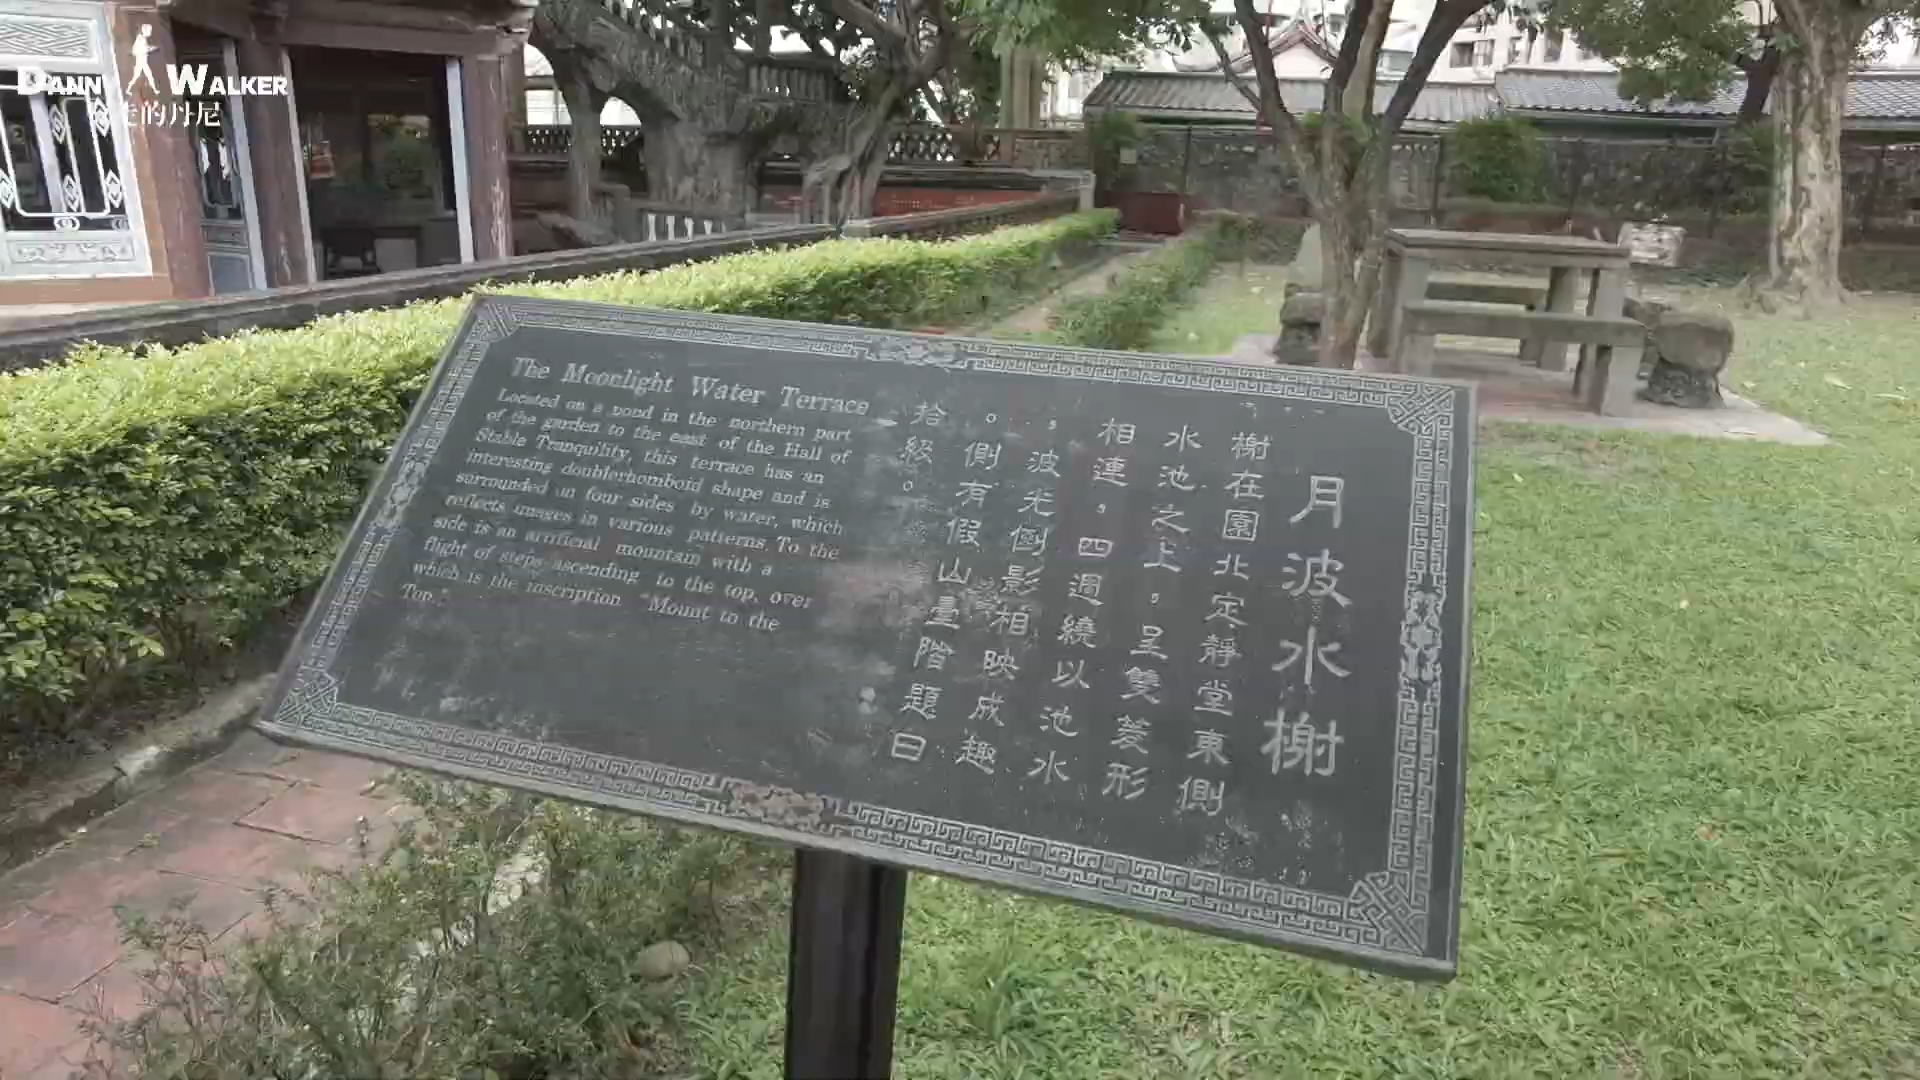 DANNY WALKER
走的丹尼
The Moonlight Water Terrace
Located on a pond in the northern part
of the garden to the east of the Hall of
Stable Tranquility, this terrace has an
interesting doublerhomboid shape and is
surrounded on four sides by water, which
reflects images in various patterns. To the
side is an artificial mountain with a
flight of steps ascending to the top, over
which is the inscription "Mount to the
Top."
月波水榭
榭在園北定靜堂東側
水池之上，呈雙菱形
相連，四週繞以池水
，波光倒影相映成趣
。側有假山臺階題曰
拾級。